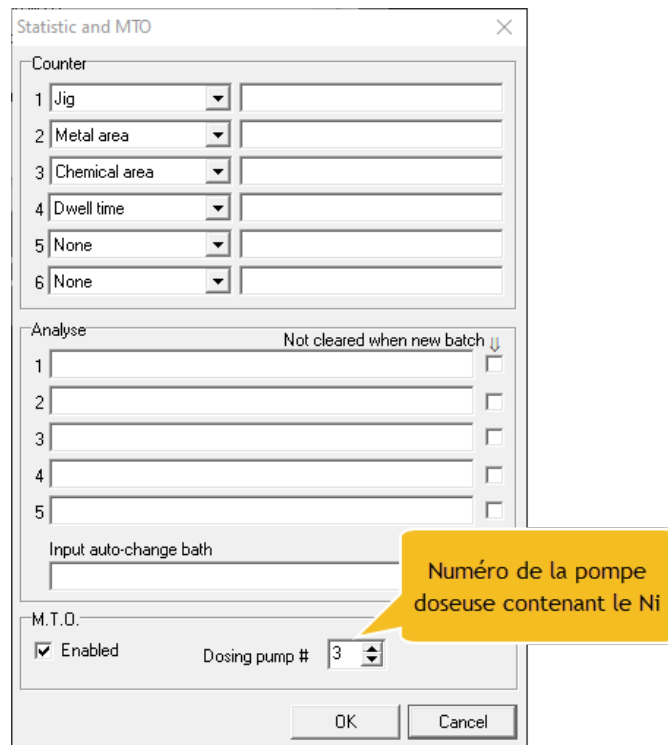 Statistic and MTO
Counter
1 Jig
2 Metal area
3 Chemical area
4 Dwell time
5 None
6 None
Analyse
Not cleared when new batch ⇓
1
2
3
4
5
Input auto-change bath
Numéro de la pompe
doseuse contenant le Ni
M.T.O.
Enabled Dosing pump # 3
OK Cancel